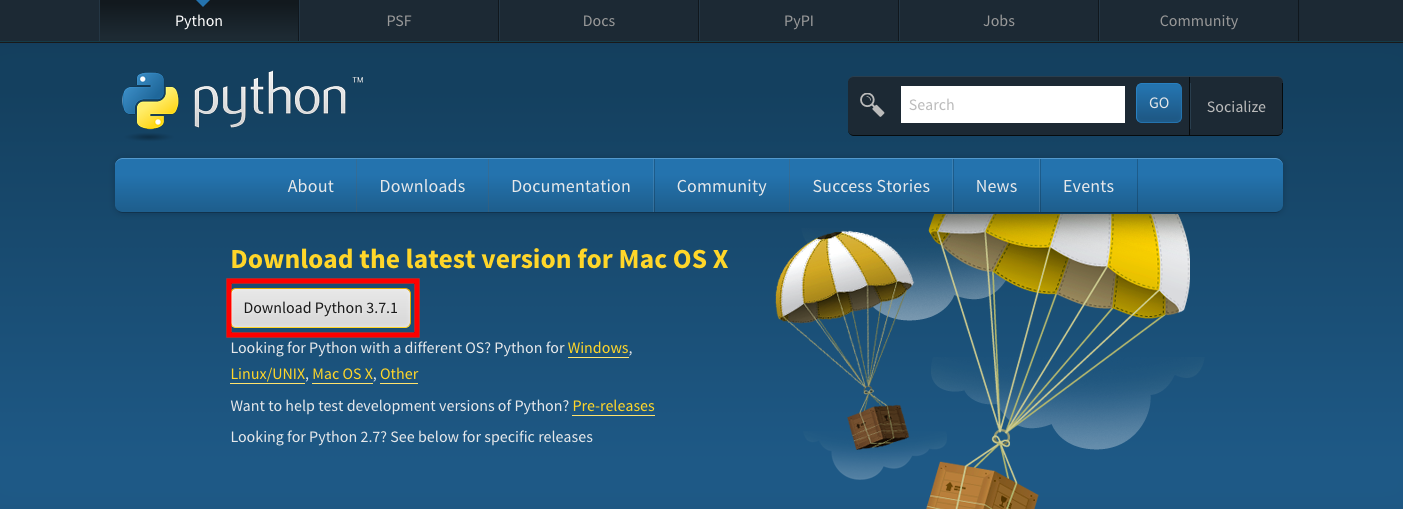 Python PSF Docs PyPI Jobs Community
python™
Search GO Socialize
About Downloads Documentation Community Success Stories News Events
Download the latest version for Mac OS X
Download Python 3.7.1
Looking for Python with a different OS? Python for Windows,
Linux/UNIX, Mac OS X, Other
Want to help test development versions of Python? Pre-releases
Looking for Python 2.7? See below for specific releases